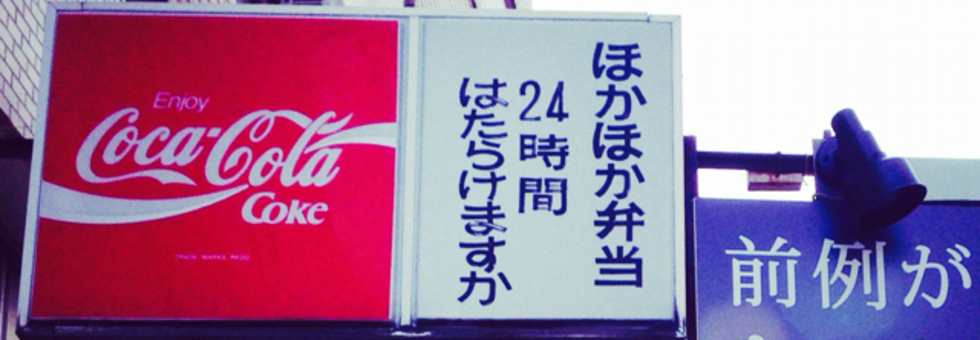 Enjoy
Coca-Cola
Coke
ほかほか弁当
24時間
はたらけますか
前例が